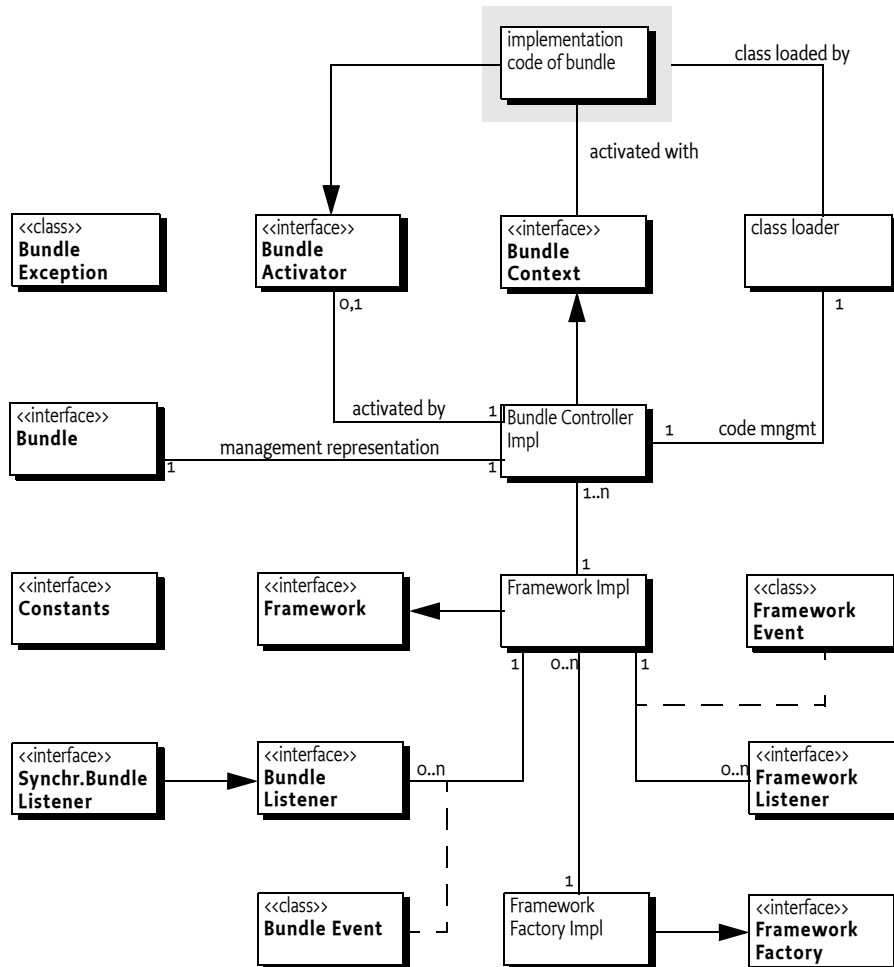 implementation
code of bundle
class loaded by
activated with
<<class>>
Bundle
Exception
<<interface>>
Bundle
Activator
<<interface>>
Bundle
Context
class loader
0,1
1
activated by
1
<<interface>>
Bundle
Bundle Controller
Impl
1
code mngmt
management representation
1
1
1..n
1
<<interface>>
Constants
<<interface>>
Framework
Framework Impl
<<class>>
Framework
Event
1
0..n
1
<<interface>>
Synchr.Bundle
Listener
<<interface>>
Bundle
Listener
0..n
0..n
<<interface>>
Framework
Listener
1
<<class>>
Bundle Event
Framework
Factory Impl
<<interface>>
Framework
Factory